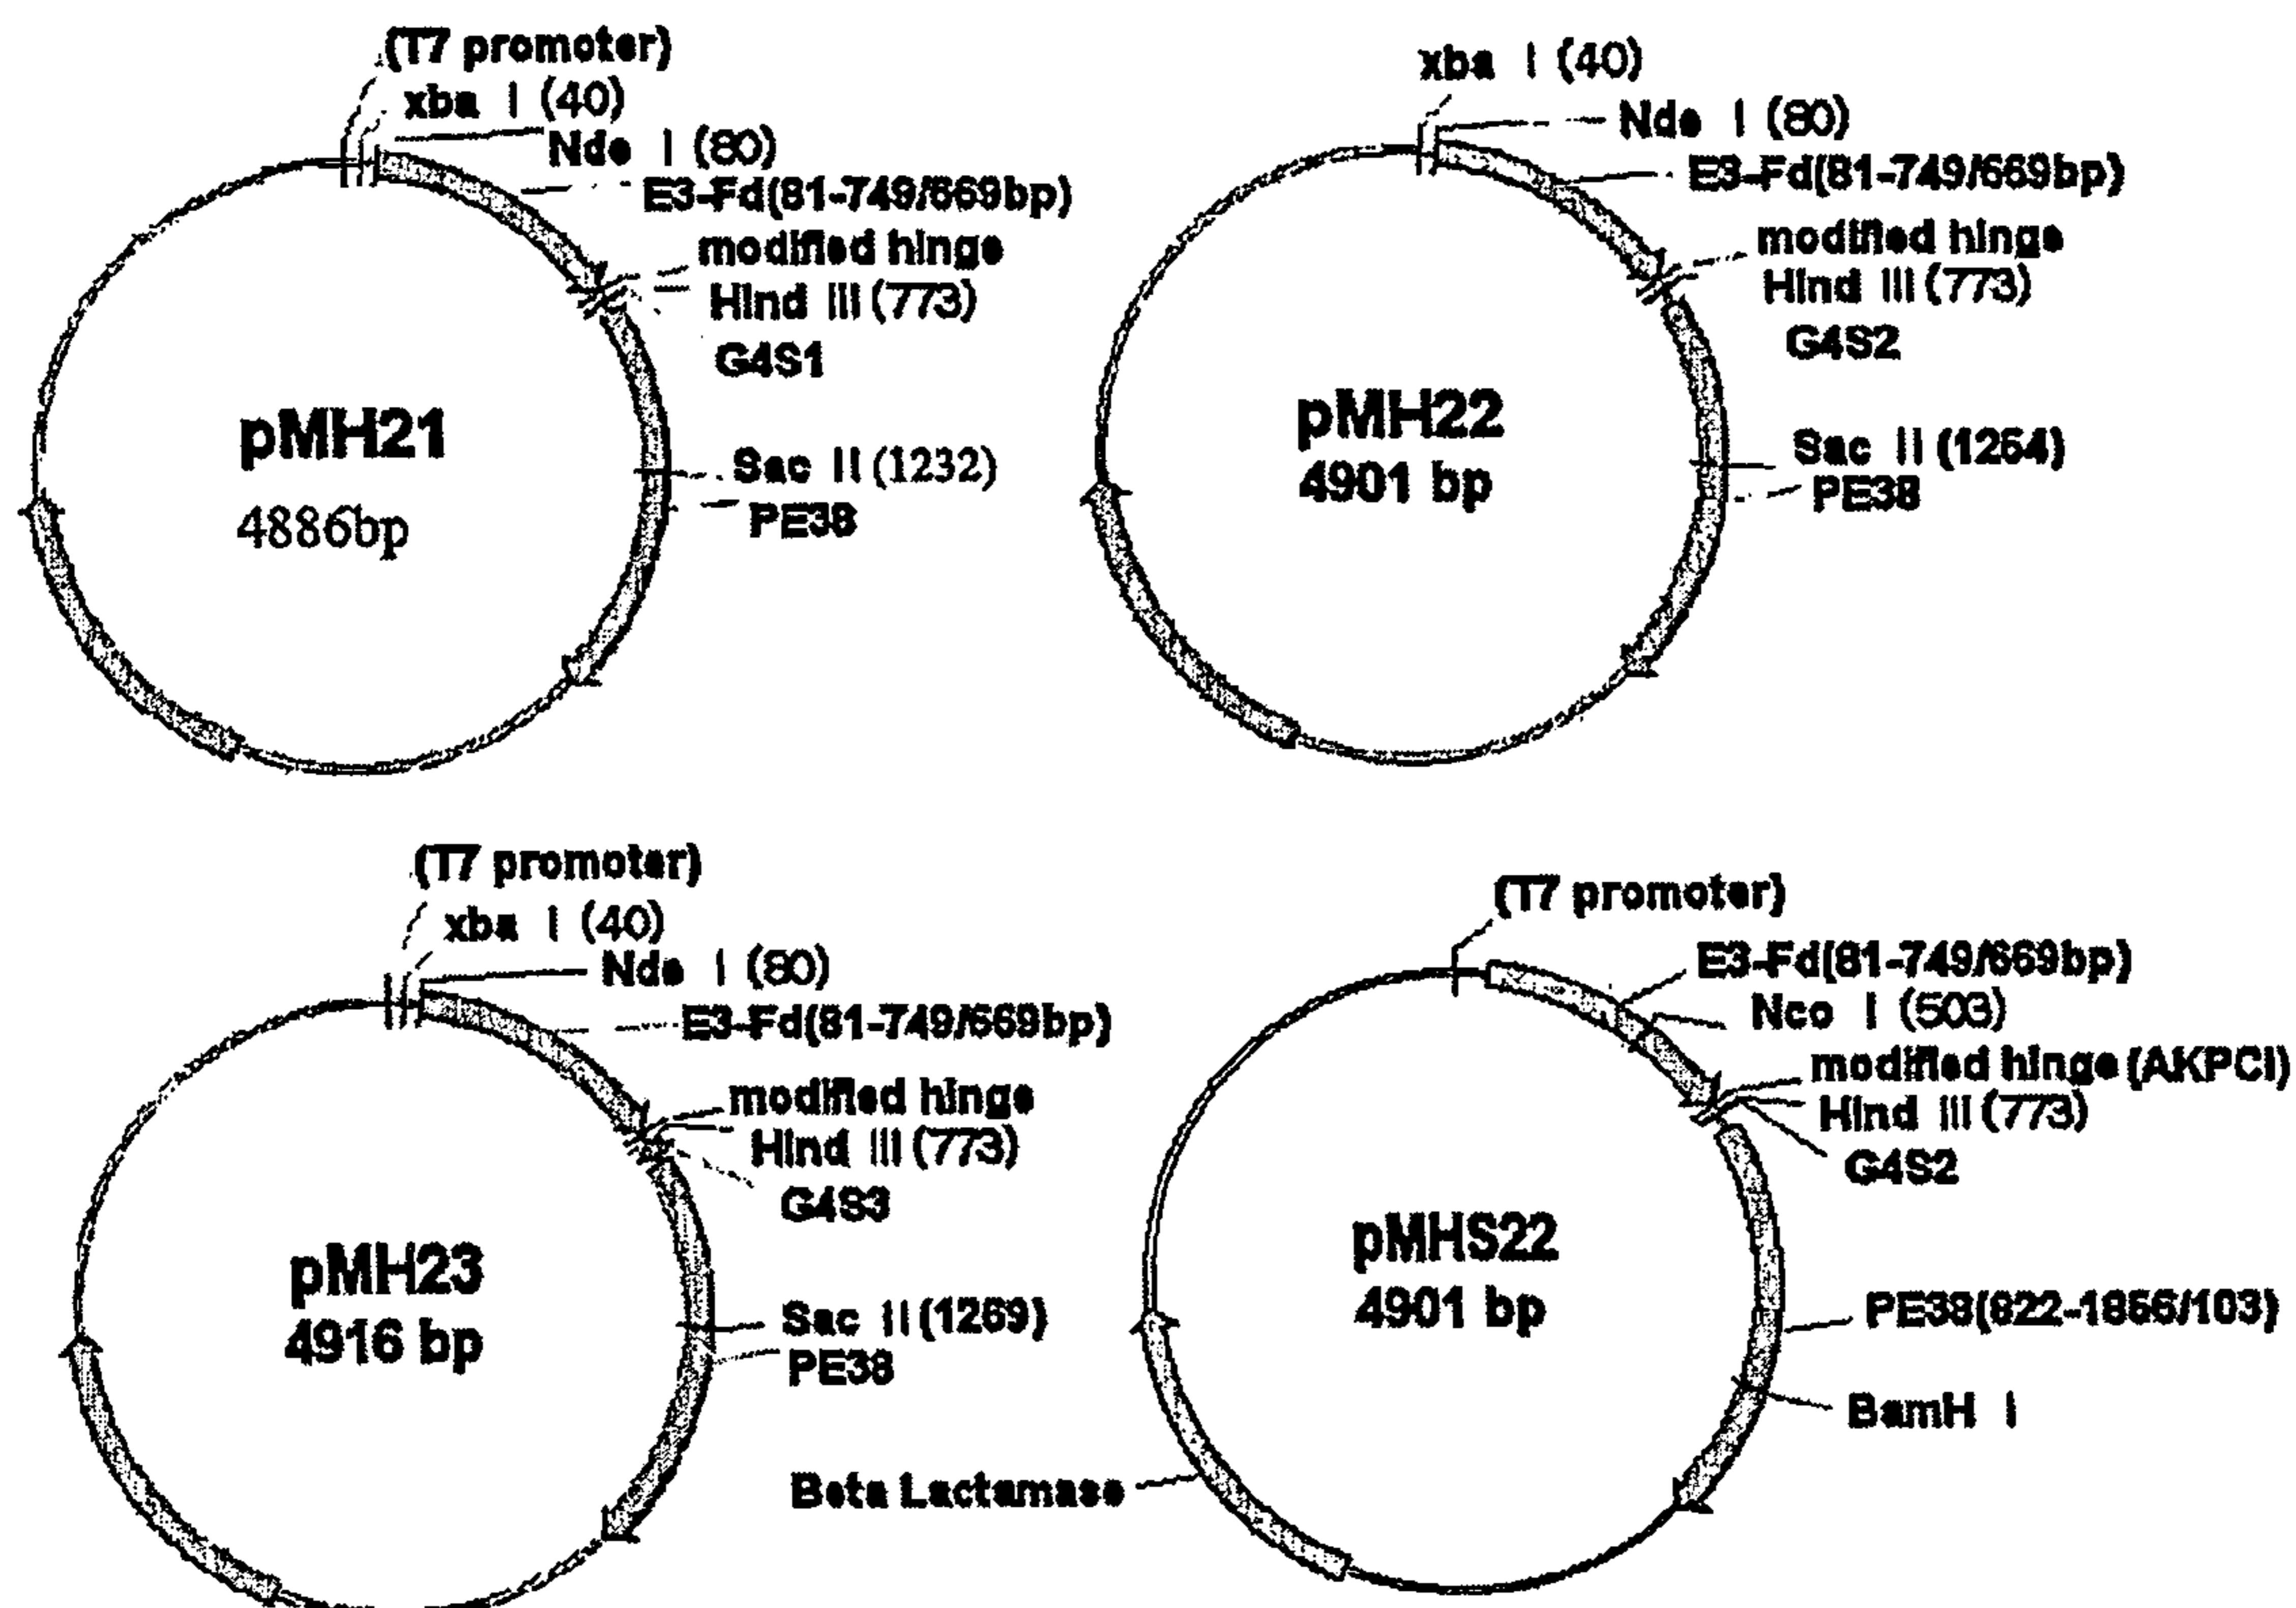 (T7 promoter)
xba I (40)
Nde I (80)
E3-Fd(81-749/669bp)
modified hinge
Hind III (773)
G4S1
Sac II (1232)
PE38
pMH21
4886bp
xba I (40)
Nde I (80)
E3-Fd(81-749/669bp)
modified hinge
Hind III (773)
G4S2
Sac II (1254)
PE38
pMH22
4901 bp
(T7 promoter)
xba I (40)
Nde I (80)
E3-Fd(81-749/669bp)
modified hinge
Hind III (773)
G4S3
Sac II (1269)
PE38
pMH23
4916 bp
(T7 promoter)
E3-Fd(81-749/669bp)
Nco I (503)
modified hinge (AKPCI)
Hind III (773)
G4S2
pMHS22
4901 bp
PE38(822-1856/103)
BamH I
Beta Lactamase